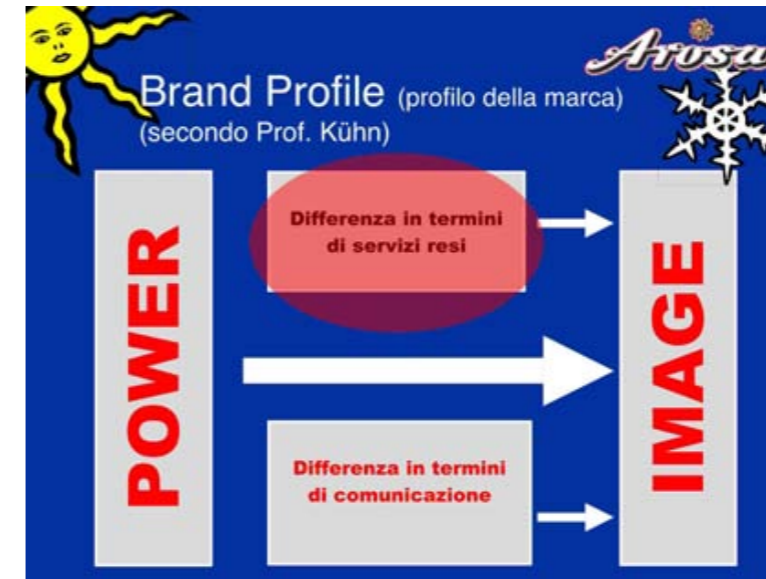 Arosa
Brand Profile (profilo della marca)
(secondo Prof. Kühn)
POWER
Differenza in termini
di servizi resi
Differenza in termini
di comunicazione
IMAGE